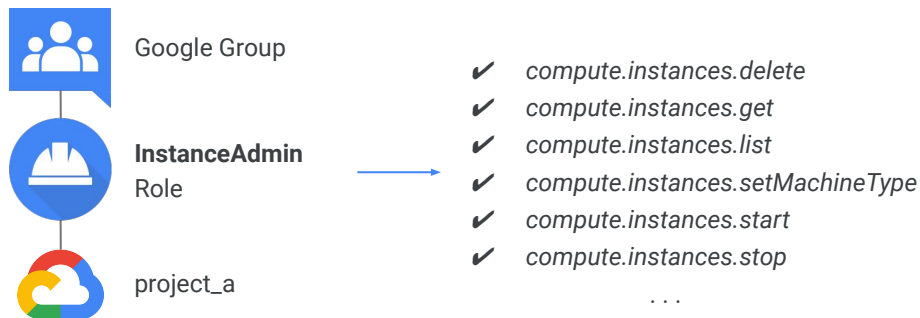 Google Group
InstanceAdmin
Role
project_a
✔ compute.instances.delete
✔ compute.instances.get
✔ compute.instances.list
✔ compute.instances.setMachineType
✔ compute.instances.start
✔ compute.instances.stop
. . .